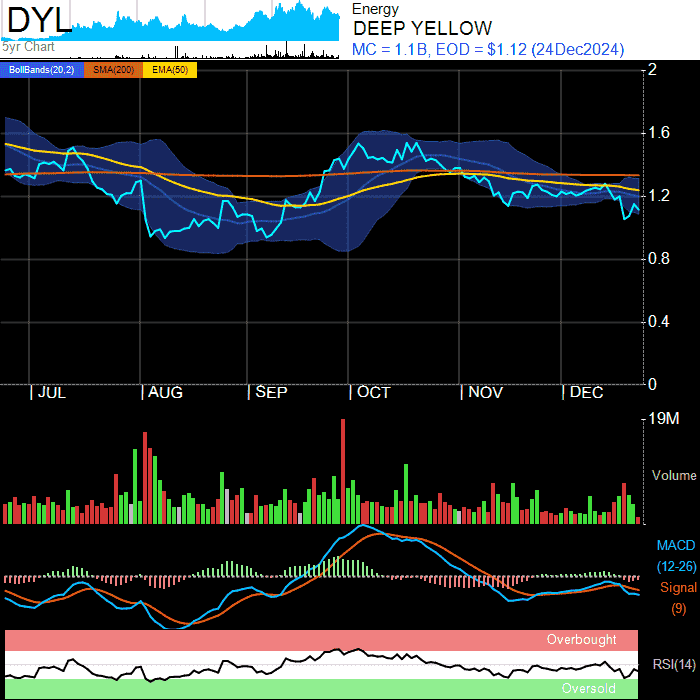 DYL
5yr Chart
Energy
DEEP YELLOW
MC = 1.1B, EOD = $1.12 (24Dec2024)
BollBands(20,2) SMA(200) EMA(50)
2
1.6
1.2
0.8
0.4
0
JUL AUG SEP OCT NOV DEC
19M
Volume
MACD
(12-26)
Signal
(9)
Overbought
RSI(14)
Oversold